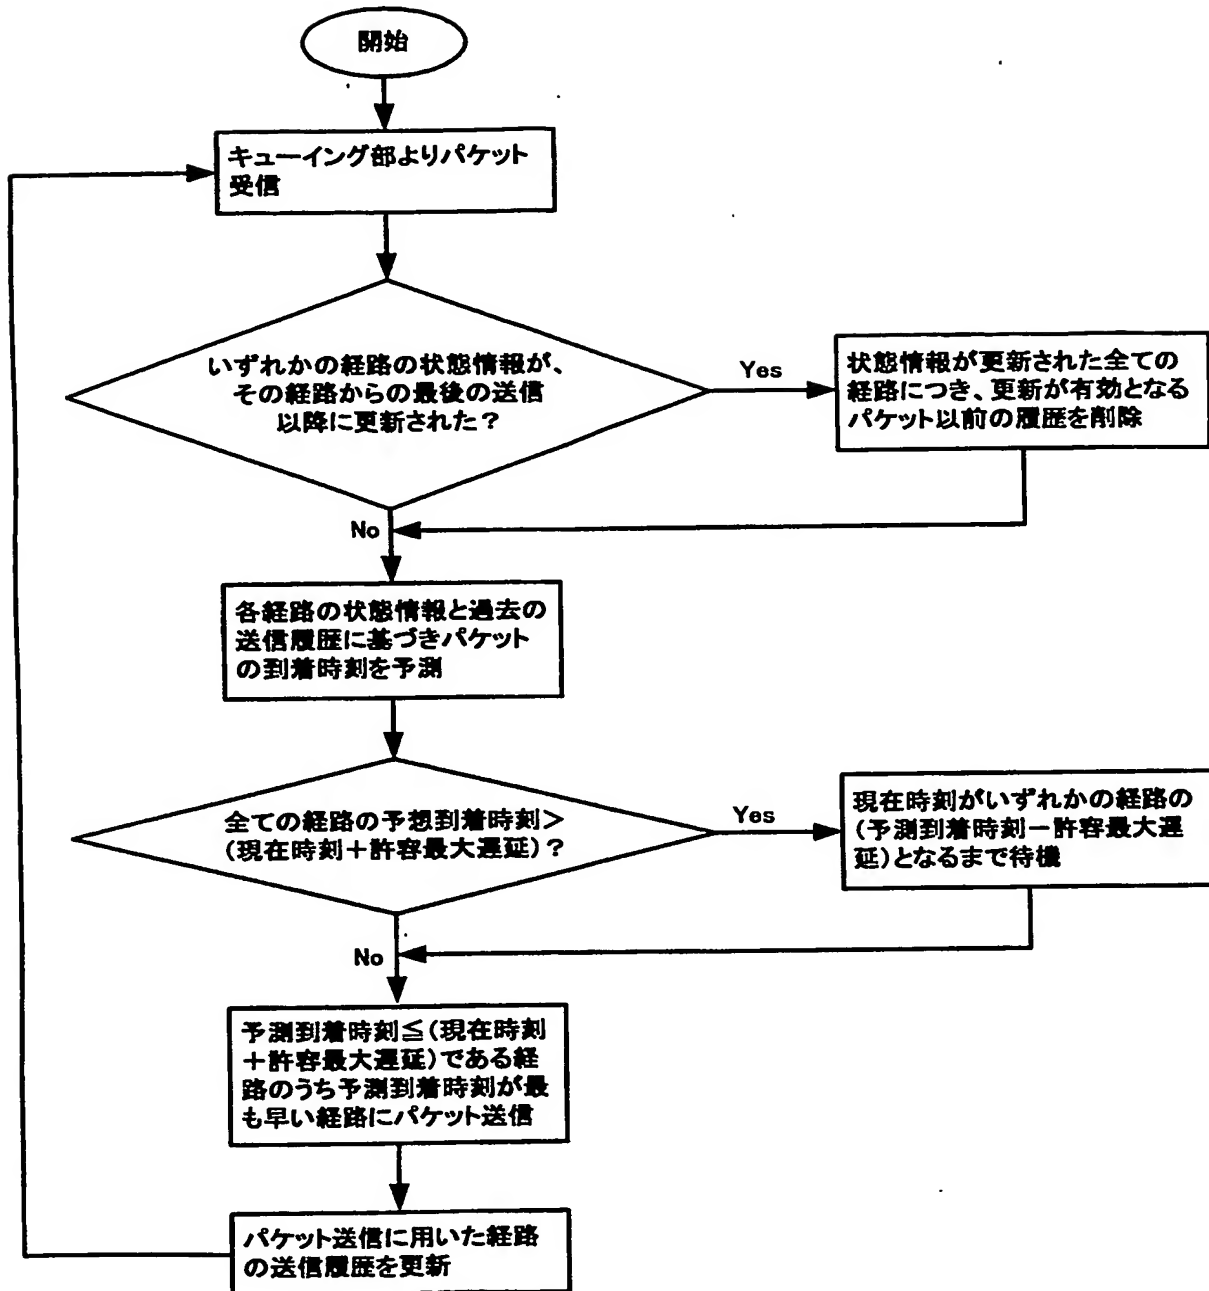 開始
キューイング部よりパケット
受信
いずれかの経路の状態情報が、
その経路からの最後の送信
以降に更新された?
Yes
状態情報が更新された全ての
経路につき、更新が有効となる
パケット以前の履歴を削除
No
各経路の状態情報と過去の
送信履歴に基づきパケット
の到着時刻を予測
全ての経路の予想到着時刻>
(現在時刻+許容最大遅延)?
Yes
現在時刻がいずれかの経路の
(予測到着時刻-許容最大遅
延)となるまで待機
No
予測到着時刻≦(現在時刻
+許容最大遅延)である経
路のうち予測到着時刻が最
も早い経路にパケット送信
パケット送信に用いた経路
の送信履歴を更新